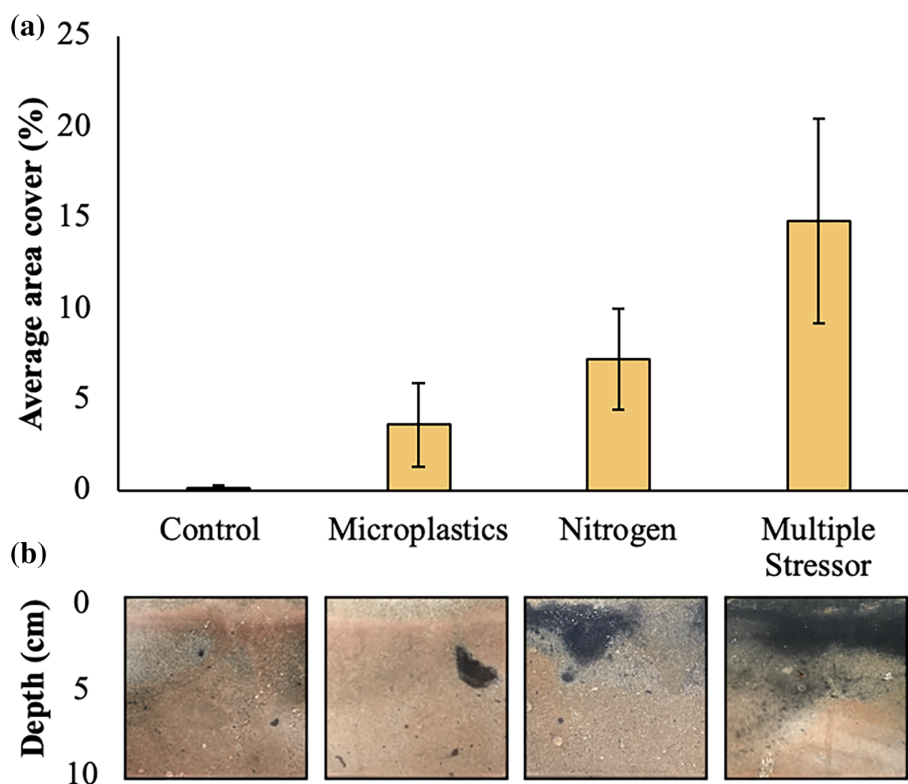 (a)
Average area cover (%)
25
20
15
10
5
0
Control
Microplastics
Nitrogen
Multiple
Stressor
(b)
Depth (cm)
0
5
10